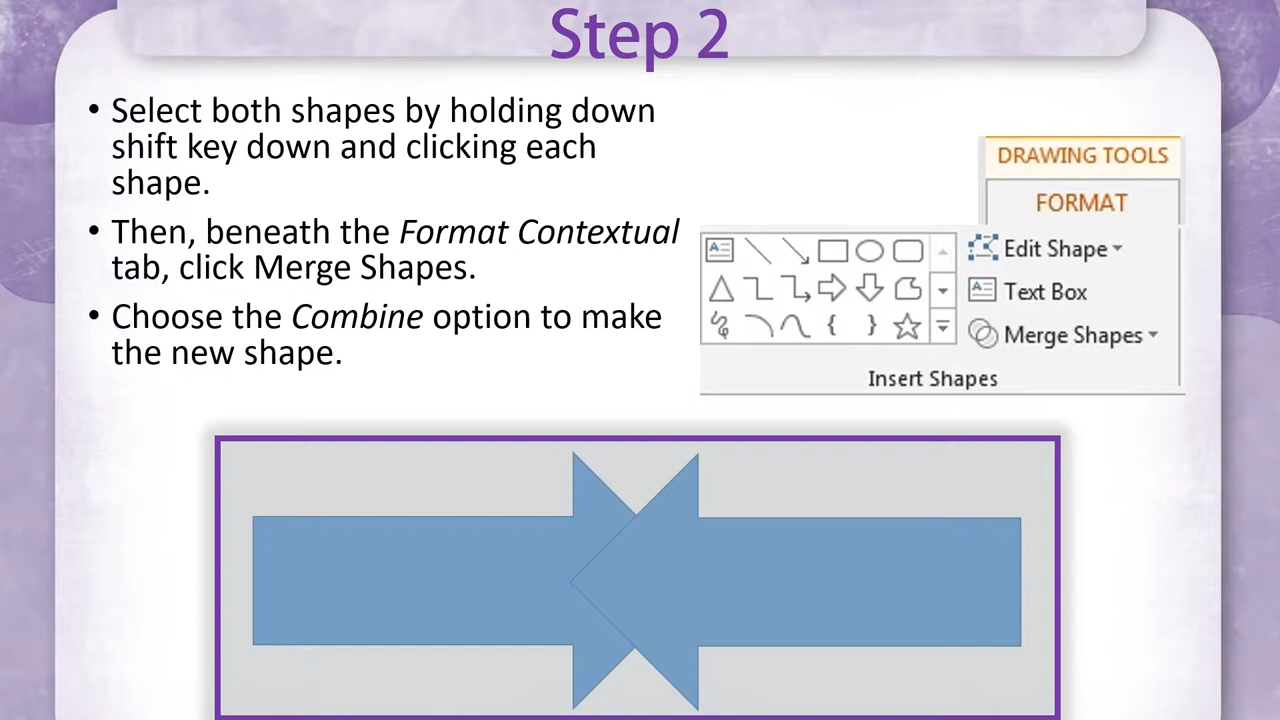 Step 2
• Select both shapes by holding down
shift key down and clicking each
shape.
• Then, beneath the Format Contextual
tab, click Merge Shapes.
• Choose the Combine option to make
the new shape.
DRAWING TOOLS
FORMAT
Edit Shape
Text Box
Merge Shapes
Insert Shapes